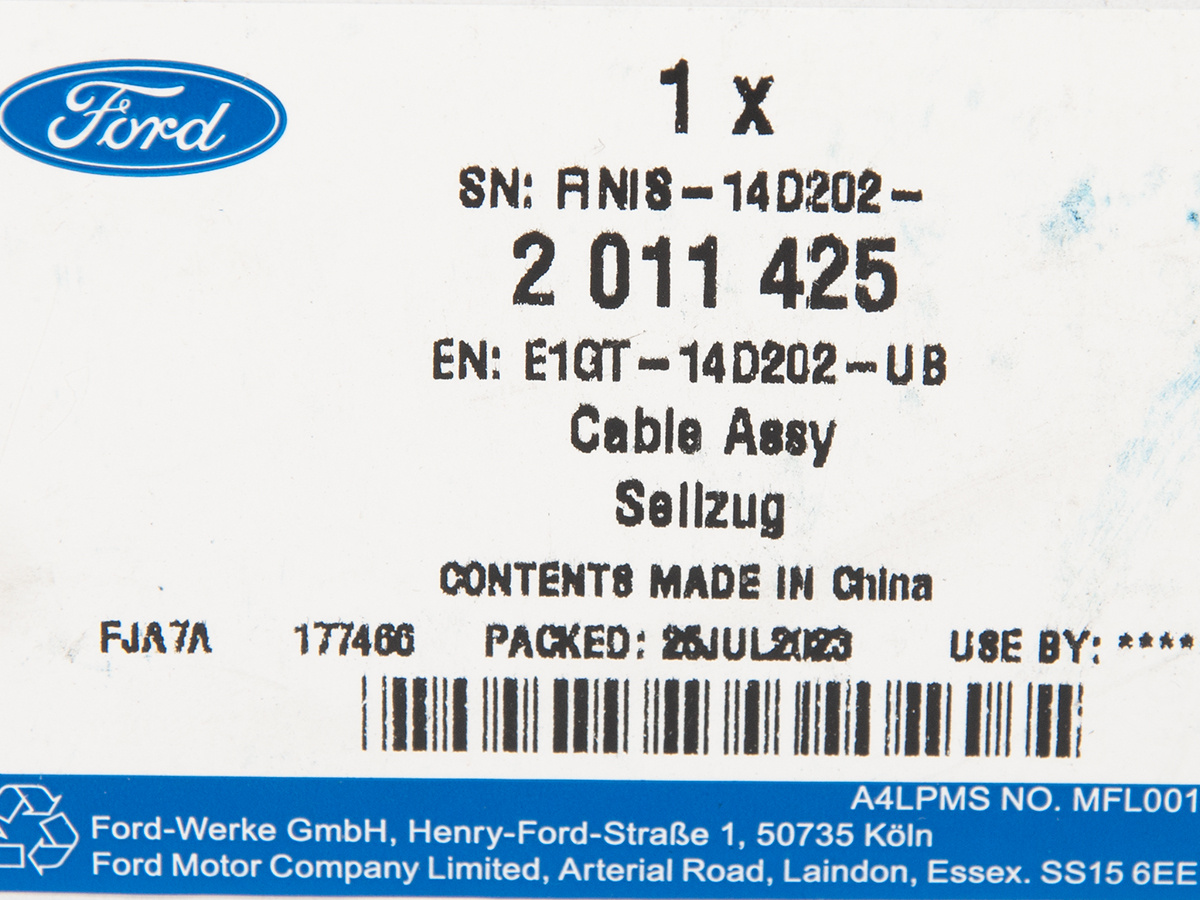 Ford
1 x
SN: FINIS-14D202-
2 011 425
EN: E1GT-14D202-UB
Cable Assy
Seilzug
CONTENTS MADE IN China
FJA7A 177466 PACKED: 25JUL2023 USE BY: ****
A4LPMS NO. MFL001
Ford-Werke GmbH, Henry-Ford-Straße 1, 50735 Köln
Ford Motor Company Limited, Arterial Road, Laindon, Essex. SS15 6EE